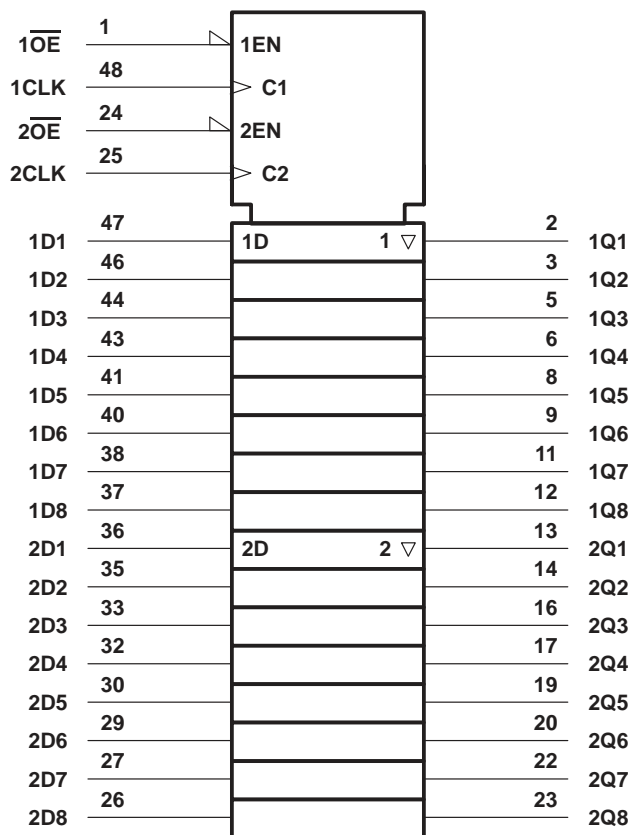 1O̅E̅ 1 1EN
1CLK 48 C1
2O̅E̅ 24 2EN
2CLK 25 C2
1D1 47 1D 1 ▽ 2 1Q1
1D2 46 3 1Q2
1D3 44 5 1Q3
1D4 43 6 1Q4
1D5 41 8 1Q5
1D6 40 9 1Q6
1D7 38 11 1Q7
1D8 37 12 1Q8
2D1 36 2D 2 ▽ 13 2Q1
2D2 35 14 2Q2
2D3 33 16 2Q3
2D4 32 17 2Q4
2D5 30 19 2Q5
2D6 29 20 2Q6
2D7 27 22 2Q7
2D8 26 23 2Q8